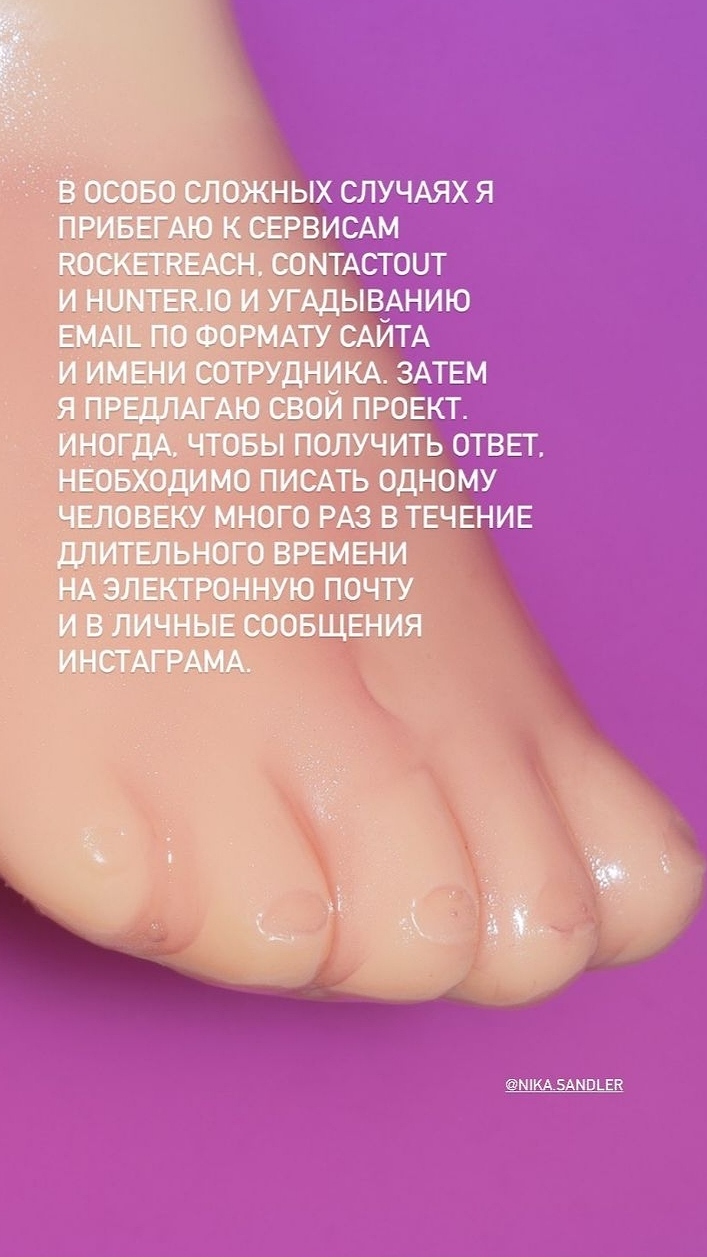 В ОСОБО СЛОЖНЫХ СЛУЧАЯХ Я
ПРИБЕГАЮ К СЕРВИСАМ
ROCKETREACH, CONTACTOUT
И HUNTER.IO И УГАДЫВАНИЮ
EMAIL ПО ФОРМАТУ САЙТА
И ИМЕНИ СОТРУДНИКА. ЗАТЕМ
Я ПРЕДЛАГАЮ СВОЙ ПРОЕКТ.
ИНОГДА, ЧТОБЫ ПОЛУЧИТЬ ОТВЕТ,
НЕОБХОДИМО ПИСАТЬ ОДНОМУ
ЧЕЛОВЕКУ МНОГО РАЗ В ТЕЧЕНИЕ
ДЛИТЕЛЬНОГО ВРЕМЕНИ
НА ЭЛЕКТРОННУЮ ПОЧТУ
И В ЛИЧНЫЕ СООБЩЕНИЯ
ИНСТАГРАМА.
@NIKA.SANDLER